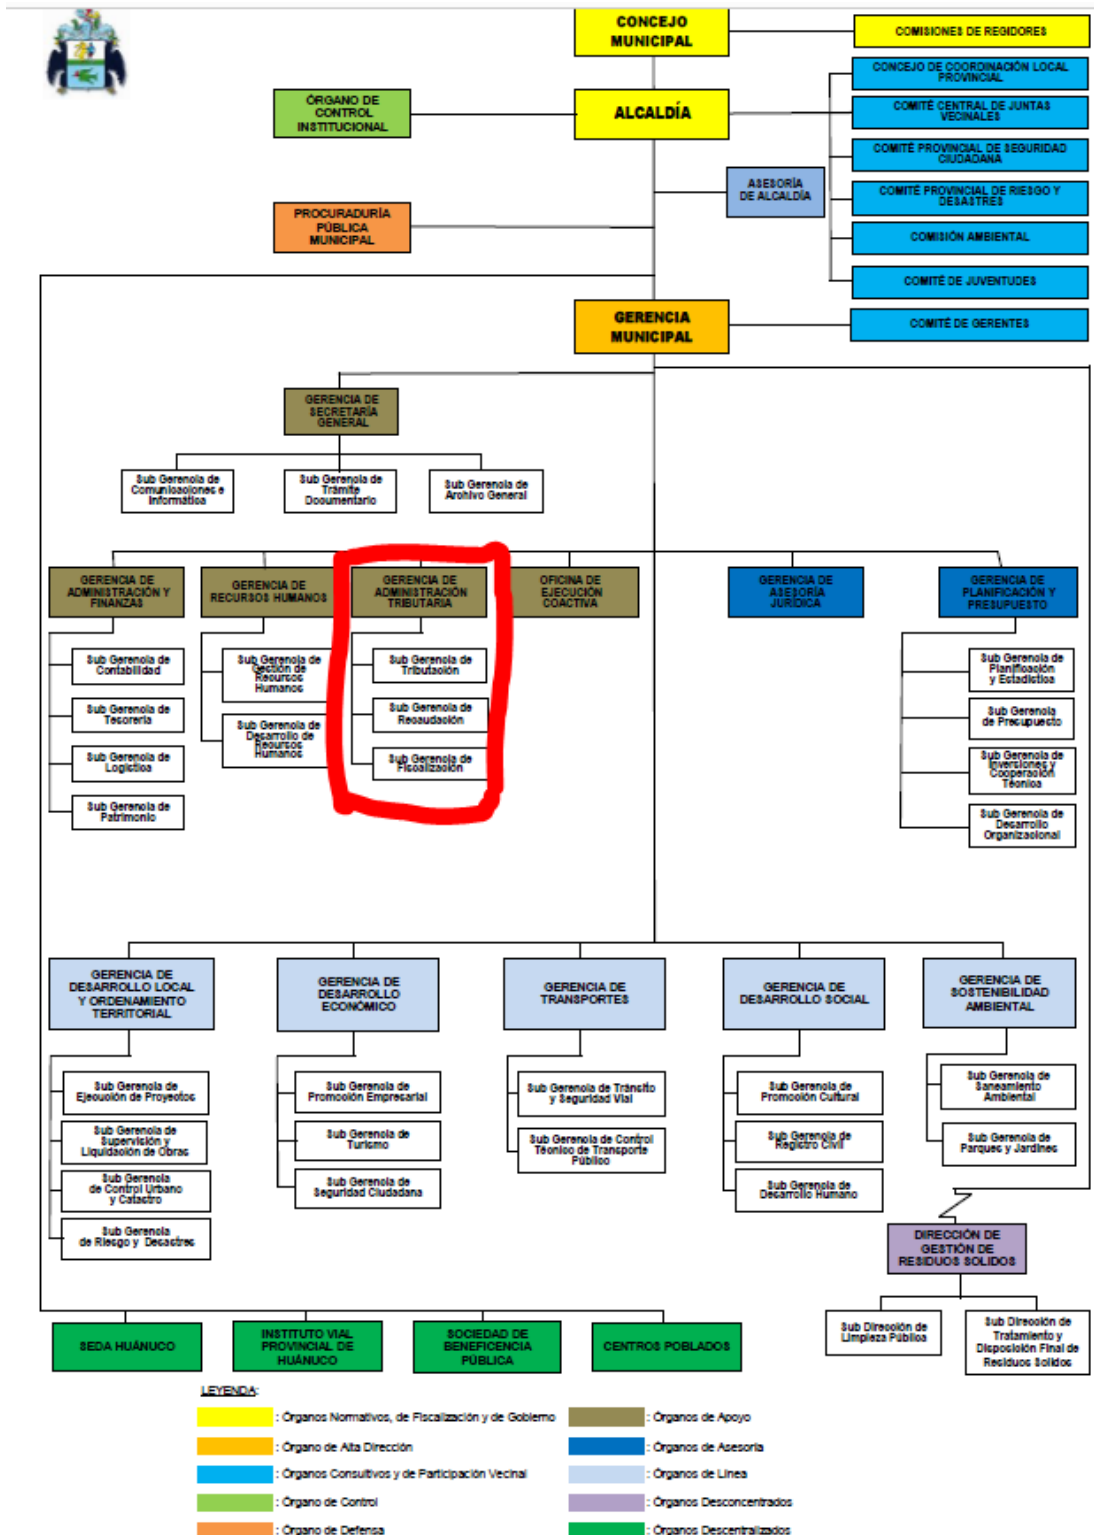 CONCEJO
MUNICIPAL
COMISIONES DE REGIDORES
CONCEJO DE COORDINACIÓN LOCAL
PROVINCIAL
ÓRGANO DE
CONTROL
INSTITUCIONAL
ALCALDÍA
COMITÉ CENTRAL DE JUNTAS
VECINALES
COMITÉ PROVINCIAL DE SEGURIDAD
CIUDADANA
ASESORÍA
DE ALCALDÍA
COMITÉ PROVINCIAL DE RIESGO Y
DESASTRES
PROCURADURÍA
PÚBLICA
MUNICIPAL
COMISIÓN AMBIENTAL
COMITÉ DE JUVENTUDES
GERENCIA
MUNICIPAL
COMITÉ DE GERENTES
GERENCIA DE
SECRETARÍA
GENERAL
Sub Gerencia de
Comunicaciones e
Informática
Sub Gerencia de
Trámite
Documentario
Sub Gerencia de
Archivo General
GERENCIA DE
ADMINISTRACIÓN Y
FINANZAS
GERENCIA DE
RECURSOS HUMANOS
GERENCIA DE
ADMINISTRACIÓN
TRIBUTARIA
OFICINA DE
EJECUCIÓN
COACTIVA
GERENCIA DE
ASESORÍA
JURÍDICA
GERENCIA DE
PLANIFICACIÓN Y
PRESUPUESTO
Sub Gerencia de
Contabilidad
Sub Gerencia de
Tesorería
Sub Gerencia de
Logística
Sub Gerencia de
Patrimonio
Sub Gerencia de
Gestión de
Recursos
Humanos
Sub Gerencia de
Desarrollo de
Recursos
Humanos
Sub Gerencia de
Tributación
Sub Gerencia de
Recaudación
Sub Gerencia de
Fiscalización
Sub Gerencia de
Planificación
y Estadística
Sub Gerencia
de Presupuesto
Sub Gerencia de
Inversiones y
Cooperación
Técnica
Sub Gerencia de
Desarrollo
Organizacional
GERENCIA DE
DESARROLLO LOCAL
Y ORDENAMIENTO
TERRITORIAL
GERENCIA DE
DESARROLLO
ECONÓMICO
GERENCIA DE
TRANSPORTES
GERENCIA DE
DESARROLLO SOCIAL
GERENCIA DE
SOSTENIBILIDAD
AMBIENTAL
Sub Gerencia de
Ejecución de Proyectos
Sub Gerencia de
Supervisión y
Liquidación de Obras
Sub Gerencia
de Control Urbano
y Catastro
Sub Gerencia
de Riesgo y Desastres
Sub Gerencia de
Promoción Empresarial
Sub Gerencia de
Turismo
Sub Gerencia de
Seguridad Ciudadana
Sub Gerencia de Tránsito
y Seguridad Vial
Sub Gerencia de Control
Técnico de Transporte
Público
Sub Gerencia de
Promoción Cultural
Sub Gerencia de
Registro Civil
Sub Gerencia de
Desarrollo Humano
Sub Gerencia de
Saneamiento
Ambiental
Sub Gerencia de
Parques y Jardines
DIRECCIÓN DE
GESTIÓN DE
RESIDUOS SOLIDOS
Sub Dirección de
Limpieza Pública
Sub Dirección de
Tratamiento y
Disposición Final de
Residuos Solidos
SEDA HUÁNUCO
INSTITUTO VIAL
PROVINCIAL DE
HUÁNUCO
SOCIEDAD DE
BENEFICENCIA
PÚBLICA
CENTROS POBLADOS
LEYENDA:
: Órganos Normativos, de Fiscalización y de Gobierno
: Órgano de Alta Dirección
: Órganos Consultivos y de Participación Vecinal
: Órgano de Control
: Órgano de Defensa
: Órganos de Apoyo
: Órganos de Asesoría
: Órganos de Línea
: Órganos Desconcentrados
: Órganos Descentralizados